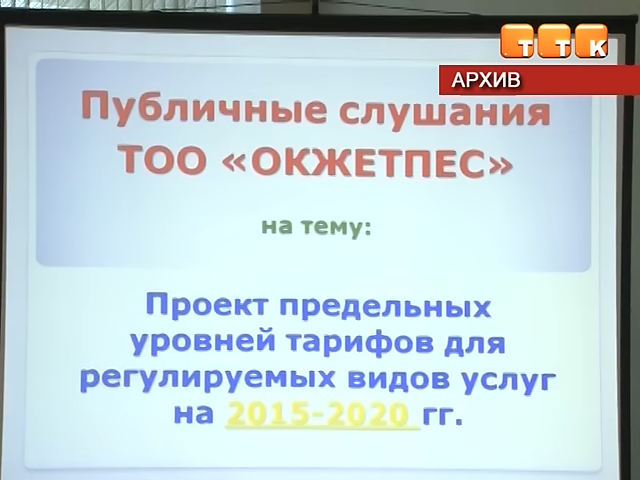 ТТК
АРХИВ
Публичные слушания
ТОО «ОКЖЕТПЕС»
на тему:
Проект предельных
уровней тарифов для
регулируемых видов услуг
на 2015-2020 гг.